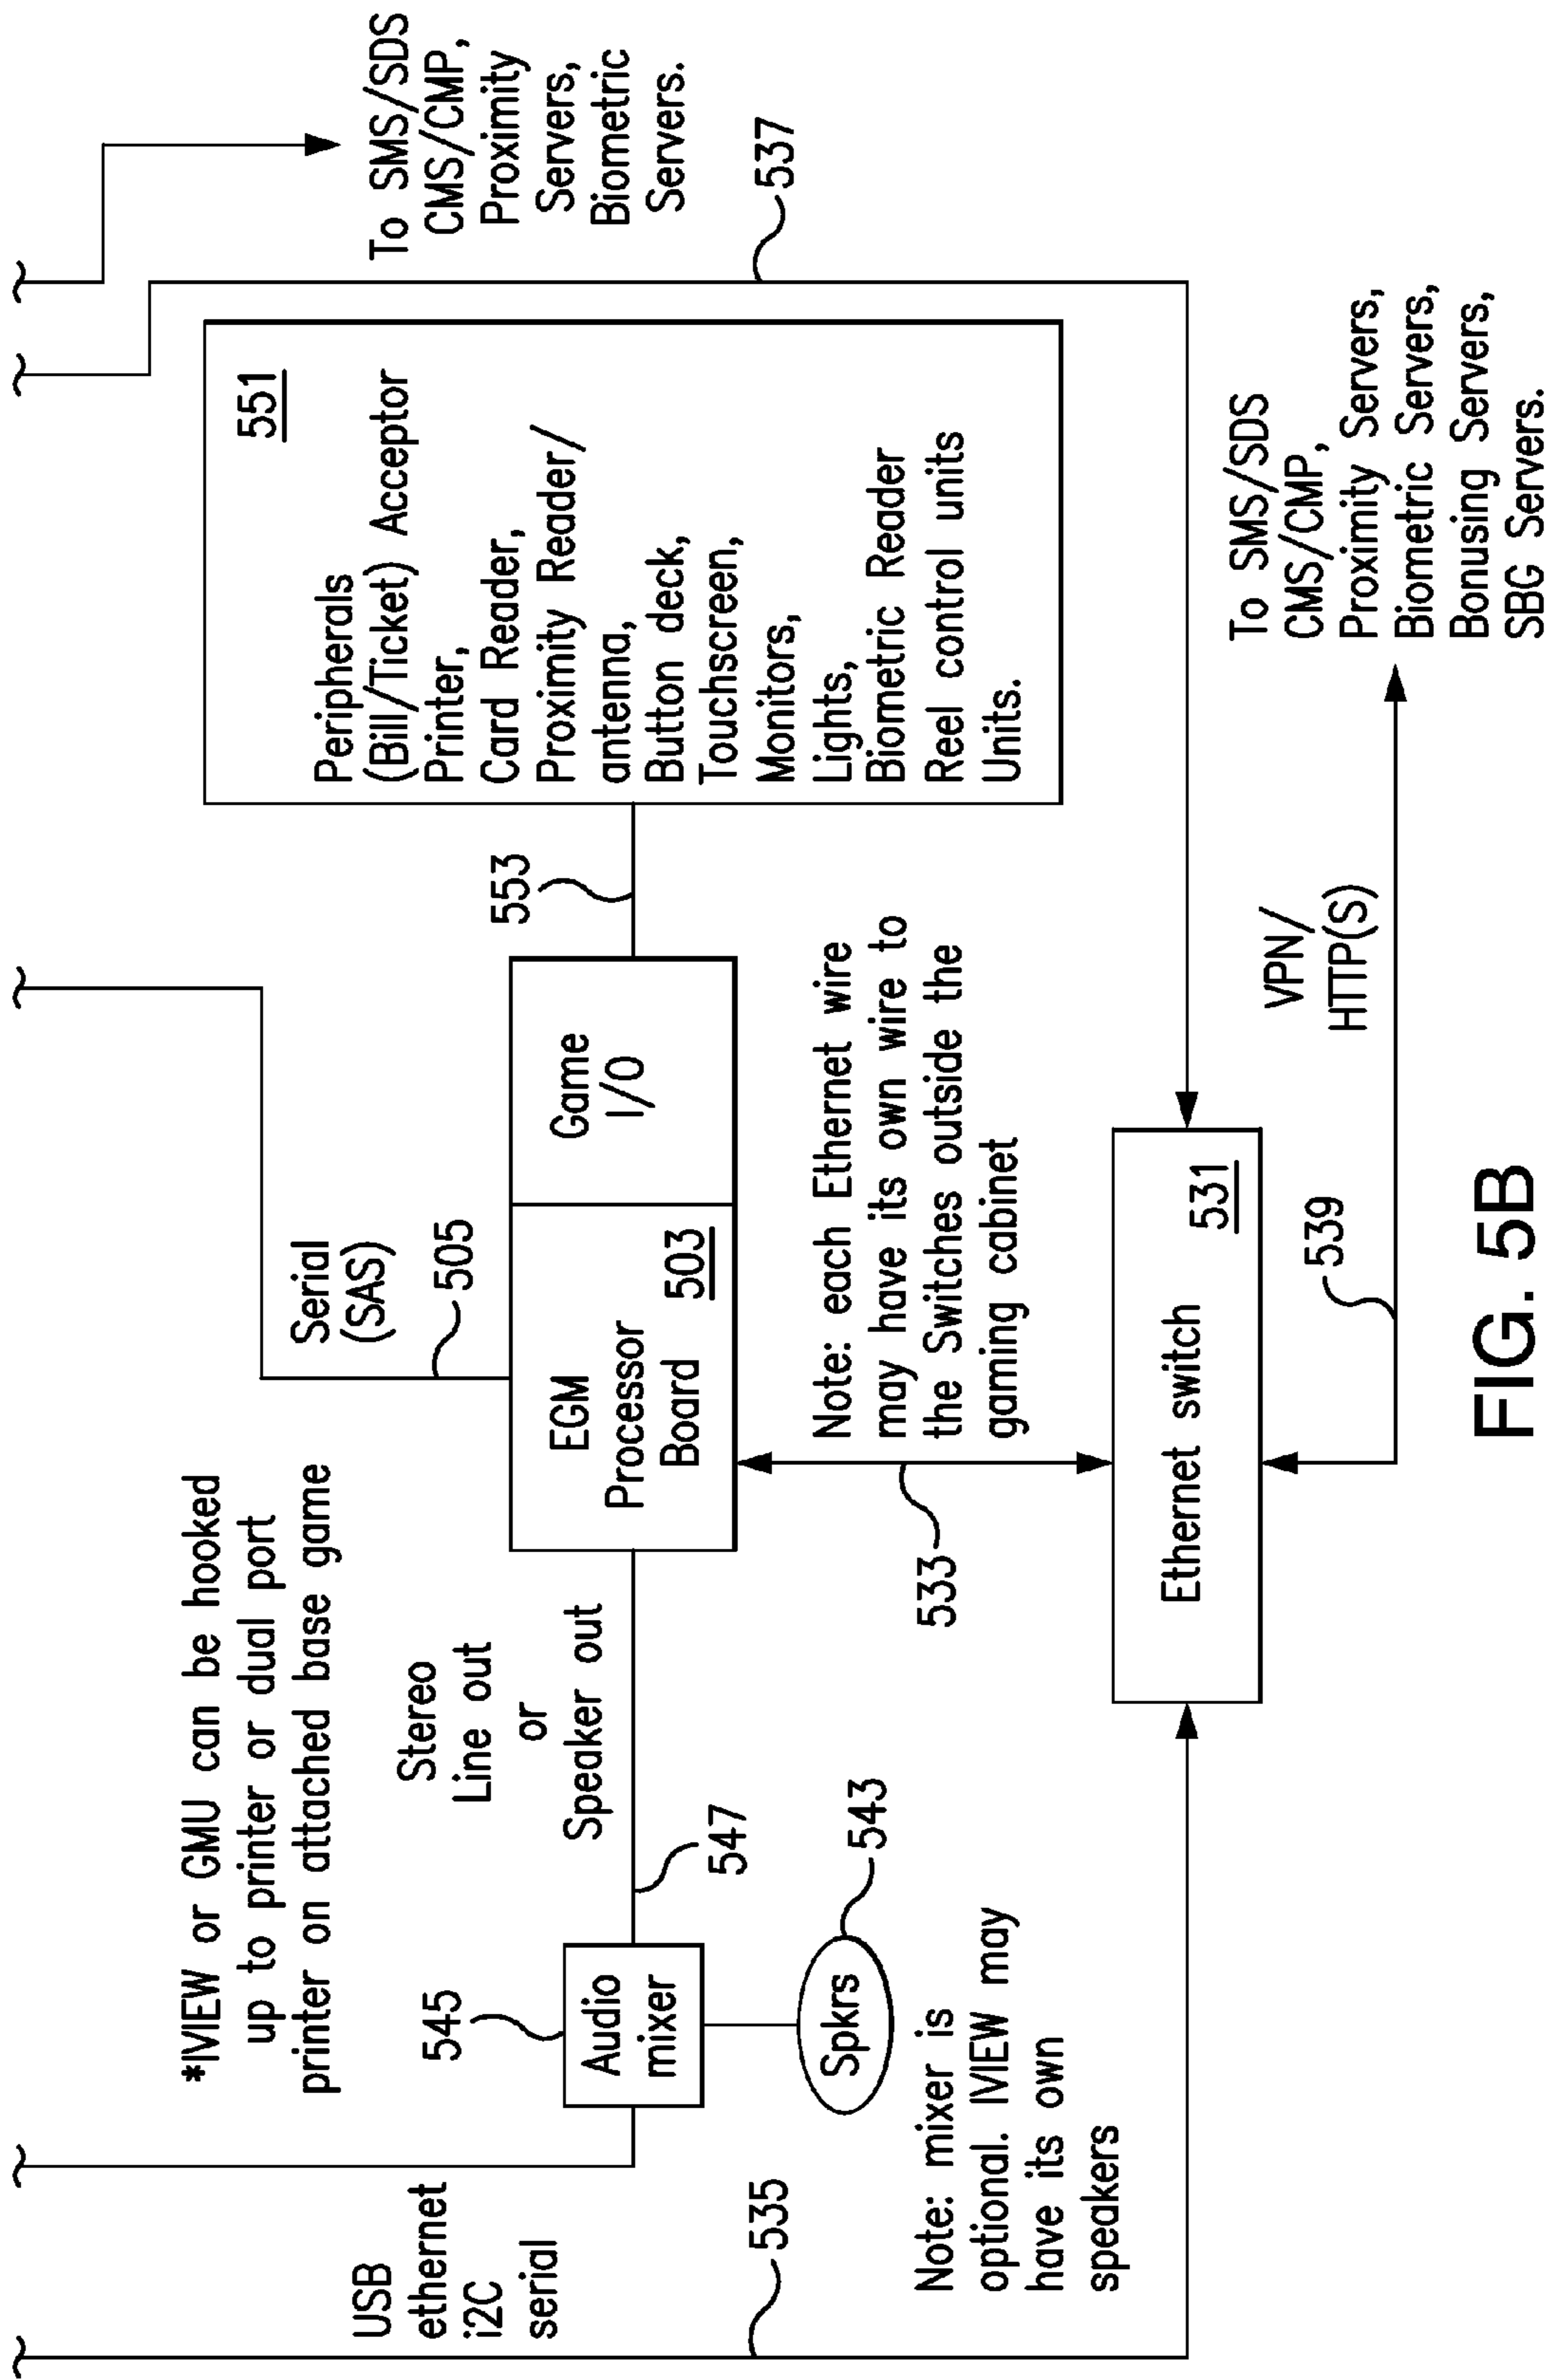 *IVIEW or GMU can be hooked
up to printer or dual port
printer on attached base game
USB
ethernet
i2C
serial
535
545
Audio
mixer
Spkrs
543
547
Note: mixer is
optional. IVIEW may
have its own
speakers
Stereo
Line out
or
Speaker out
Serial
(SAS)
505
EGM
Processor
Board
503
Game
I/O
553
551
Peripherals
(Bill/Ticket) Acceptor
Printer,
Card Reader,
Proximity Reader/
antenna,
Button deck,
Touchscreen,
Monitors,
Lights,
Biometric Reader
Reel control units
Units.
To SMS/SDS
CMS/CMP,
Proximity
Servers,
Biometric
Servers.
537
533
Note: each Ethernet wire
may have its own wire to
the Switches outside the
gaming cabinet
Ethernet switch
531
539
VPN/
HTTP(S)
To SMS/SDS
CMS/CMP,
Proximity Servers,
Biometric Servers,
Bonusing Servers,
SBG Servers.
FIG. 5B